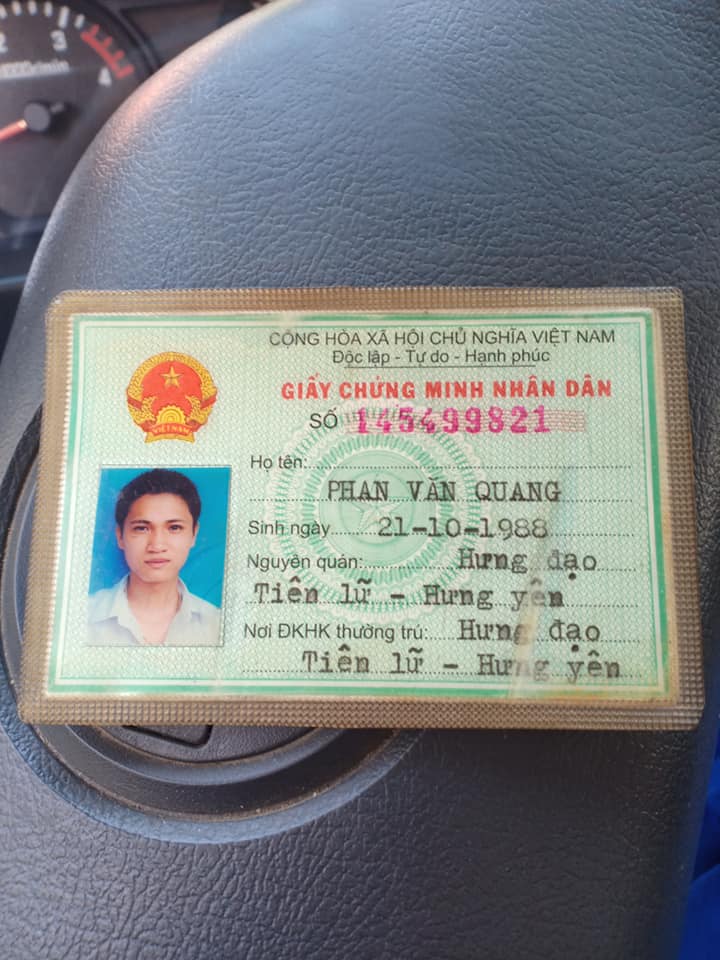 2 3 4
1000r/min
CỘNG HÒA XÃ HỘI CHỦ NGHĨA VIỆT NAM
Độc lập - Tự do - Hạnh phúc
GIẤY CHỨNG MINH NHÂN DÂN
SỐ 145499821
VIỆT NAM
Họ tên:
PHAN VĂN QUANG
Sinh ngày 21-10-1988
Nguyên quán: Hưng đạo
Tiên lữ - Hưng yên
Nơi ĐKHK thường trú: Hưng đạo
Tiên lữ - Hưng yên